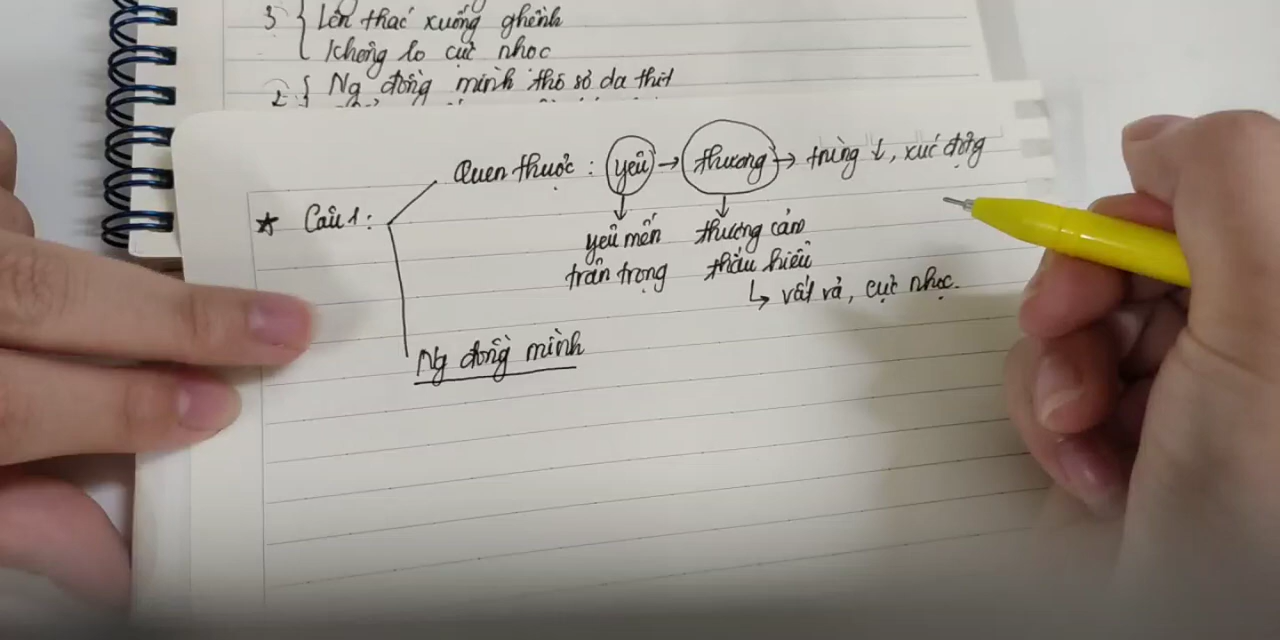 3 { Lên thác xuống ghềnh
Không lo cực nhọc
2 { Ng đồng mình thô sơ da thịt
Quen thuộc : yêu → thương → trùng ↓, xúc động
* Câu 1:
yêu mến thương cảm
trân trọng thấu hiểu
↳ vất vả, cực nhọc.
Ng đồng mình